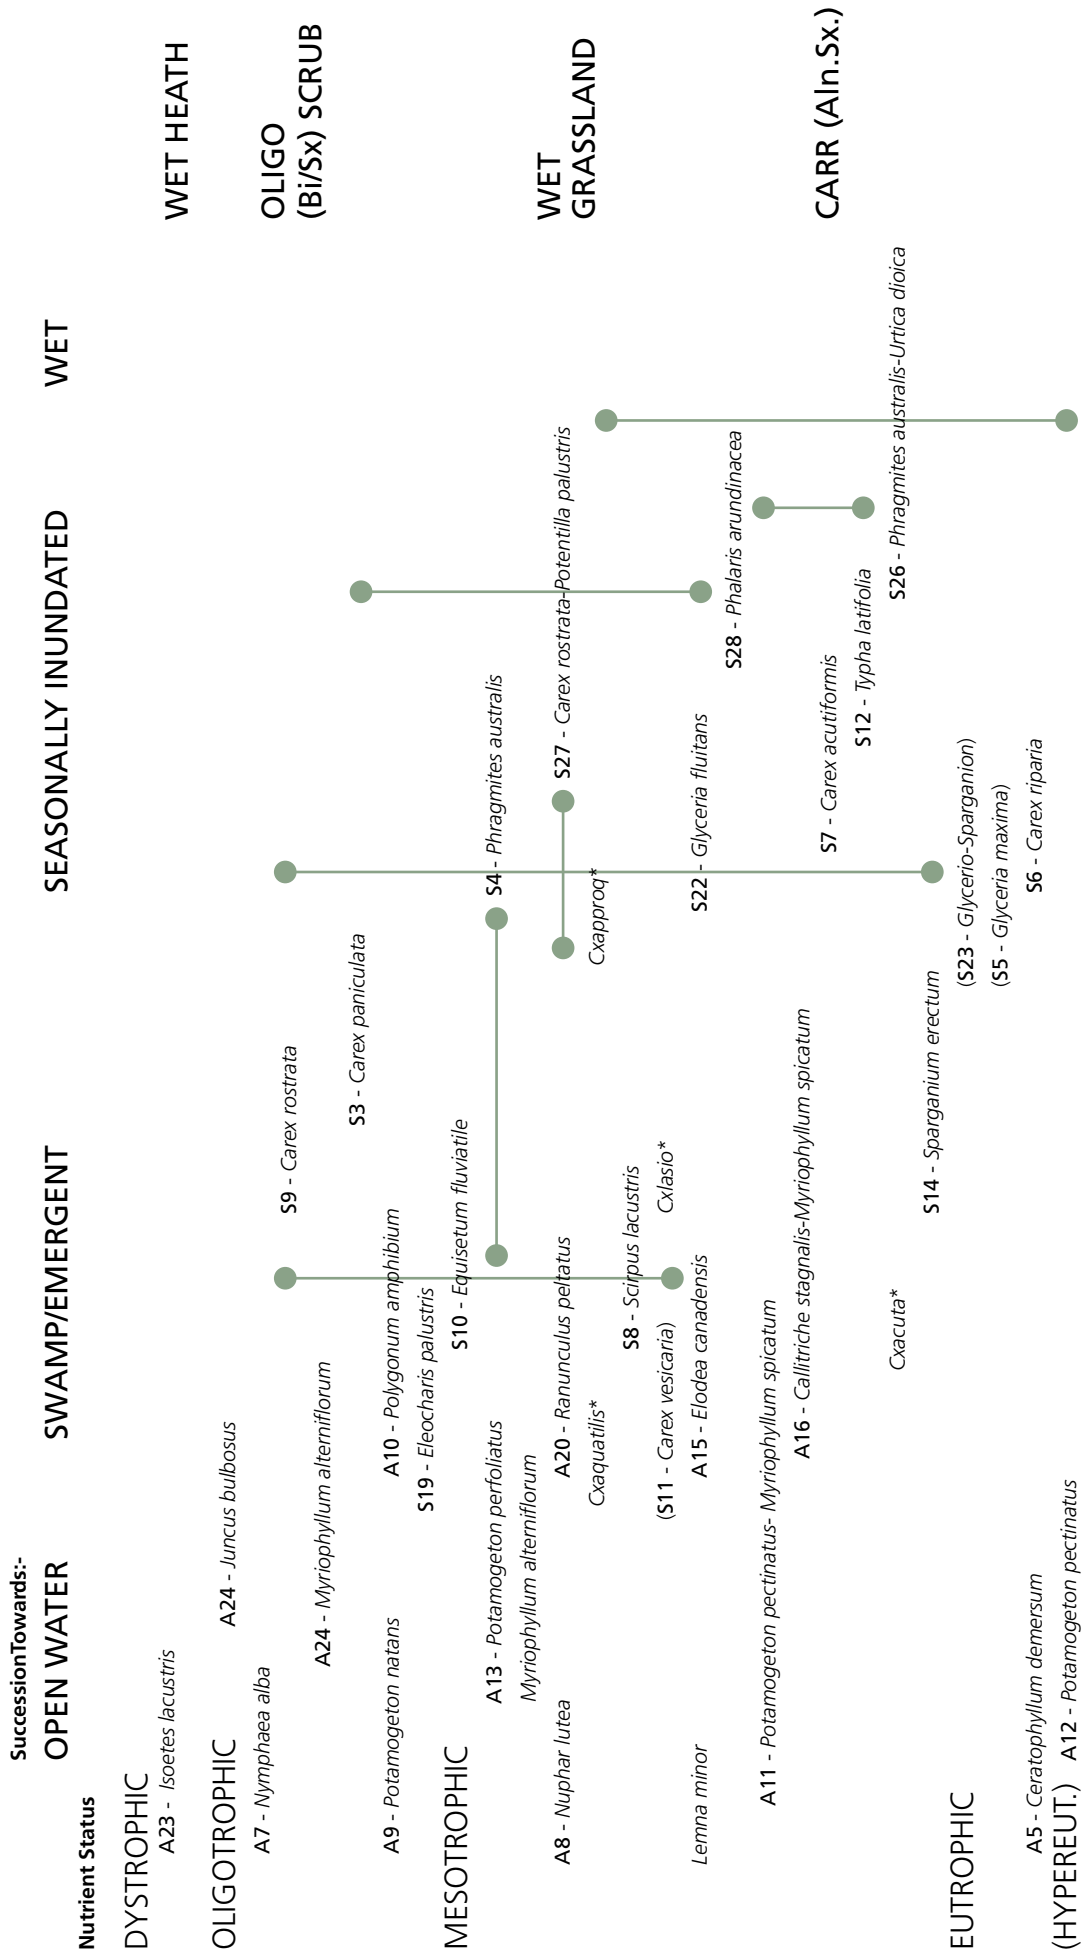 SuccessionTowards:-
Nutrient Status
OPEN WATER
SWAMP/EMERGENT
SEASONALLY INUNDATED
WET
DYSTROPHIC
A23 - Isoetes lacustris
WET HEATH
OLIGOTROPHIC
A24 - Juncus bulbosus
A7 - Nymphaea alba
OLIGO
(Bi/Sx) SCRUB
S9 - Carex rostrata
A24 - Myriophyllum alterniflorum
S3 - Carex paniculata
A9 - Potamogeton natans
A10 - Polygonum amphibium
S19 - Eleocharis palustris
MESOTROPHIC
S10 - Equisetum fluviatile
A13 - Potamogeton perfoliatus
Myriophyllum alterniflorum
S4 - Phragmites australis
A8 - Nuphar lutea
A20 - Ranunculus peltatus
S27 - Carex rostrata-Potentilla palustris
WET
GRASSLAND
Cxaquatilis*
Cxapproq*
S8 - Scirpus lacustris
(S11 - Carex vesicaria)
Cxlasio*
Lemna minor
A15 - Elodea canadensis
S22 - Glyceria fluitans
S28 - Phalaris arundinacea
A11 - Potamogeton pectinatus- Myriophyllum spicatum
A16 - Callitriche stagnalis-Myriophyllum spicatum
S7 - Carex acutiformis
CARR (Aln.Sx.)
S12 - Typha latifolia
Cxacuta*
S26 - Phragmites australis-Urtica dioica
S14 - Sparganium erectum
EUTROPHIC
(S23 - Glycerio-Sparganion)
(S5 - Glyceria maxima)
A5 - Ceratophyllum demersum
S6 - Carex riparia
(HYPEREUT.)
A12 - Potamogeton pectinatus